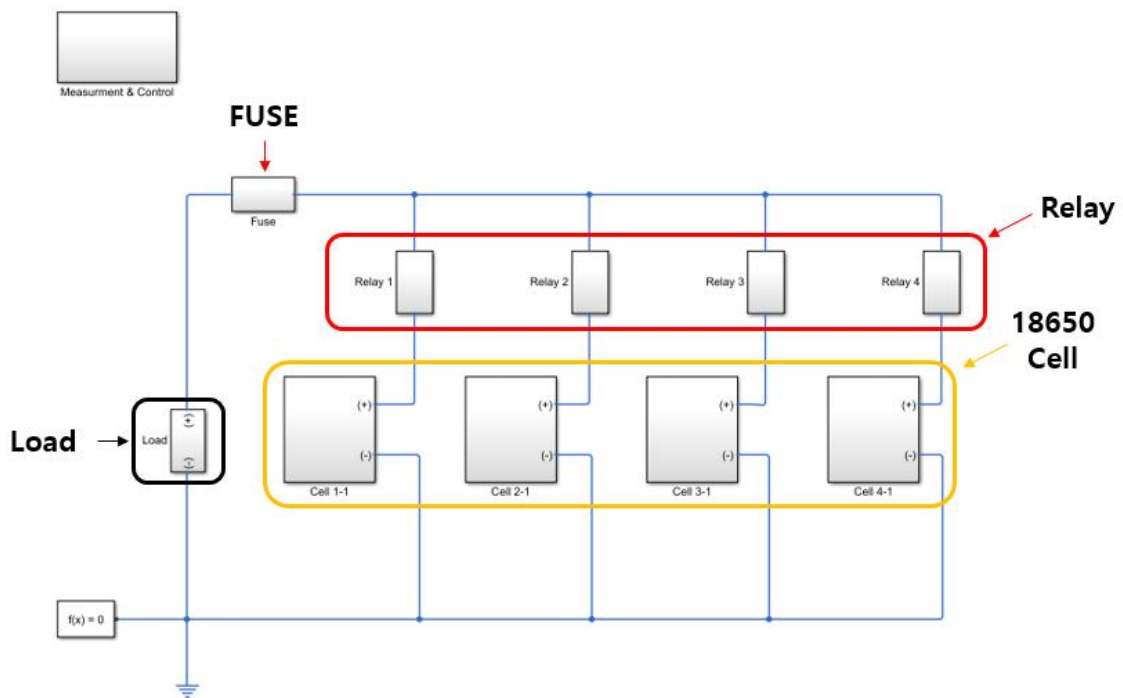 Measurment & Control
FUSE
Fuse
Relay
Relay 1
Relay 2
Relay 3
Relay 4
18650
Cell
Load
Load
(+)
(-)
(+)
(-)
Cell 1-1
(+)
(-)
Cell 2-1
(+)
(-)
Cell 3-1
(+)
(-)
Cell 4-1
f(x) = 0